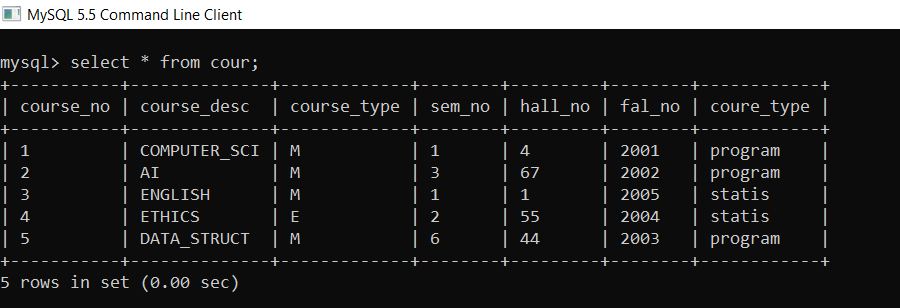 MySQL 5.5 Command Line Client
mysql> select * from cour;
+-----------+-------------+-------------+--------+---------+--------+------------+
| course_no | course_desc | course_type | sem_no | hall_no | fal_no | coure_type |
+-----------+-------------+-------------+--------+---------+--------+------------+
| 1         | COMPUTER_SCI | M           | 1      | 4       | 2001   | program    |
| 2         | AI          | M           | 3      | 67      | 2002   | program    |
| 3         | ENGLISH     | M           | 1      | 1       | 2005   | statis     |
| 4         | ETHICS      | E           | 2      | 55      | 2004   | statis     |
| 5         | DATA_STRUCT | M           | 6      | 44      | 2003   | program    |
+-----------+-------------+-------------+--------+---------+--------+------------+
5 rows in set (0.00 sec)